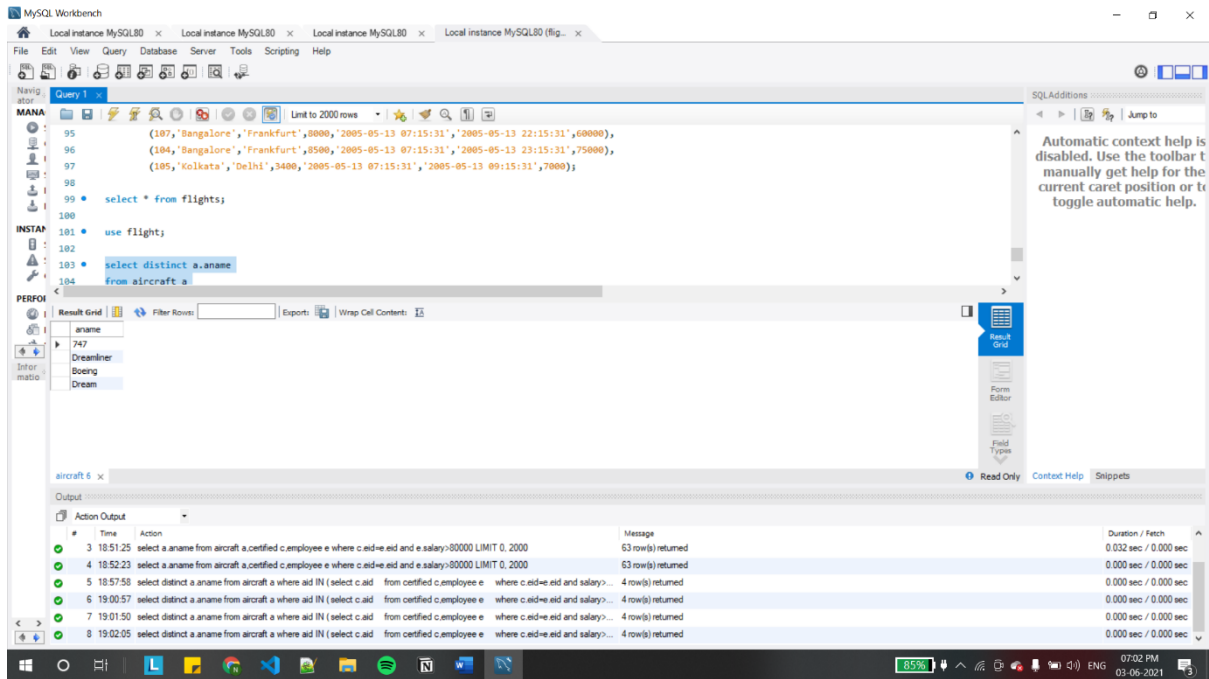 MySQL Workbench
Local instance MySQL80 × Local instance MySQL80 × Local instance MySQL80 × Local instance MySQL80 (flig... ×
File Edit View Query Database Server Tools Scripting Help
Navig
ator
Query 1 ×
SQLAdditions
MANA
Limit to 2000 rows
Jump to
95 (107,'Bangalore','Frankfurt',8000,'2005-05-13 07:15:31','2005-05-13 22:15:31',60000),
96 (104,'Bangalore','Frankfurt',8500,'2005-05-13 07:15:31','2005-05-13 23:15:31',75000),
97 (105,'Kolkata','Delhi',3400,'2005-05-13 07:15:31','2005-05-13 09:15:31',7000);
98
99 select * from flights;
100
101 use flight;
102
103 select distinct a.aname
104 from aircraft a
Automatic context help is
disabled. Use the toolbar t
manually get help for the
current caret position or to
toggle automatic help.
INSTAN
PERFOR
Result Grid Filter Rows: Export: Wrap Cell Content:
aname
747
Dreamliner
Boeing
Dream
Infor
matio
Result
Grid
Form
Editor
Field
Types
aircraft 6 ×
Read Only
Context Help Snippets
Output
Action Output
# Time Action Message Duration / Fetch
3 18:51:25 select a.aname from aircraft a,certified c,employee e where c.eid=e.eid and e.salary>80000 LIMIT 0, 2000 63 row(s) returned 0.032 sec / 0.000 sec
4 18:52:23 select a.aname from aircraft a,certified c,employee e where c.eid=e.eid and e.salary>80000 LIMIT 0, 2000 63 row(s) returned 0.000 sec / 0.000 sec
5 18:57:58 select distinct a.aname from aircraft a where aid IN ( select c.aid from certified c,employee e where c.eid=e.eid and salary>... 4 row(s) returned 0.000 sec / 0.000 sec
6 19:00:57 select distinct a.aname from aircraft a where aid IN ( select c.aid from certified c,employee e where c.eid=e.eid and salary>... 4 row(s) returned 0.000 sec / 0.000 sec
7 19:01:50 select distinct a.aname from aircraft a where aid IN ( select c.aid from certified c,employee e where c.eid=e.eid and salary>... 4 row(s) returned 0.000 sec / 0.000 sec
8 19:02:05 select distinct a.aname from aircraft a where aid IN ( select c.aid from certified c,employee e where c.eid=e.eid and salary>... 4 row(s) returned 0.000 sec / 0.000 sec
85% ENG 07:02 PM
03-06-2021